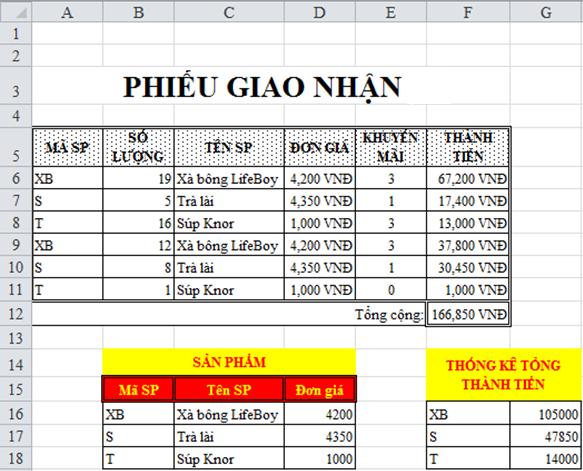 A B C D E F G
1
2
3 PHIẾU GIAO NHẬN
4
5 MÃ SP SỐ LƯỢNG TÊN SP ĐƠN GIÁ KHUYẾN MÃI THÀNH TIỀN
6 XB 19 Xà bông LifeBoy 4,200 VNĐ 3 67,200 VNĐ
7 S 5 Trà lài 4,350 VNĐ 1 17,400 VNĐ
8 T 16 Súp Knor 1,000 VNĐ 3 13,000 VNĐ
9 XB 12 Xà bông LifeBoy 4,200 VNĐ 3 37,800 VNĐ
10 S 8 Trà lài 4,350 VNĐ 1 30,450 VNĐ
11 T 1 Súp Knor 1,000 VNĐ 0 1,000 VNĐ
12 Tổng cộng: 166,850 VNĐ
13
14 SẢN PHẨM THỐNG KÊ TỔNG
15 Mã SP Tên SP Đơn giá THÀNH TIỀN
16 XB Xà bông LifeBoy 4200 XB 105000
17 S Trà lài 4350 S 47850
18 T Súp Knor 1000 T 14000